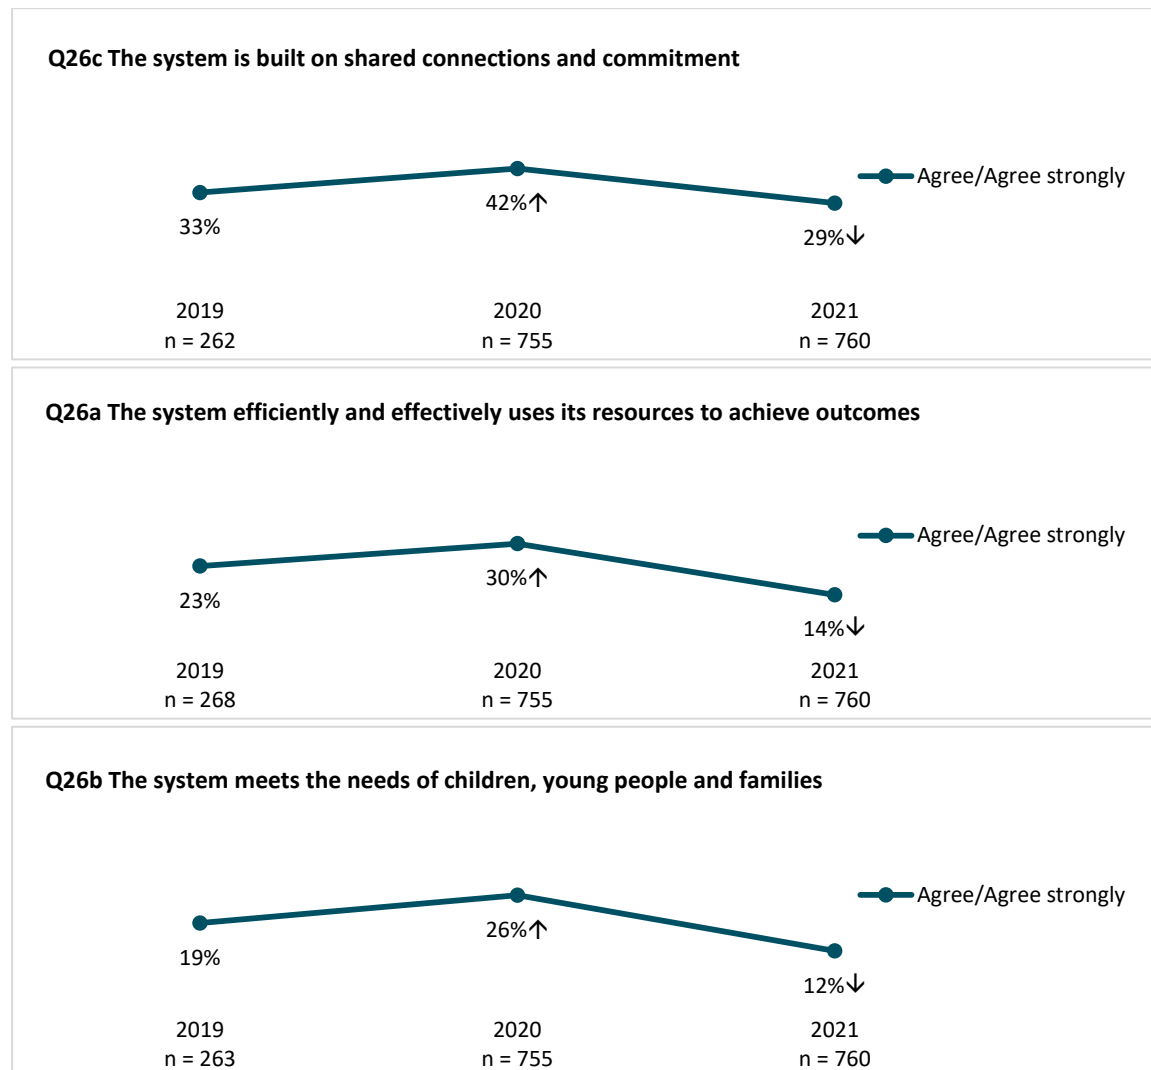 Q26c The system is built on shared connections and commitment
Agree/Agree strongly
33%
42%↑
29%↓
2019
2020
2021
n = 262
n = 755
n = 760
Q26a The system efficiently and effectively uses its resources to achieve outcomes
Agree/Agree strongly
23%
30%↑
14%↓
2019
2020
2021
n = 268
n = 755
n = 760
Q26b The system meets the needs of children, young people and families
Agree/Agree strongly
19%
26%↑
12%↓
2019
2020
2021
n = 263
n = 755
n = 760